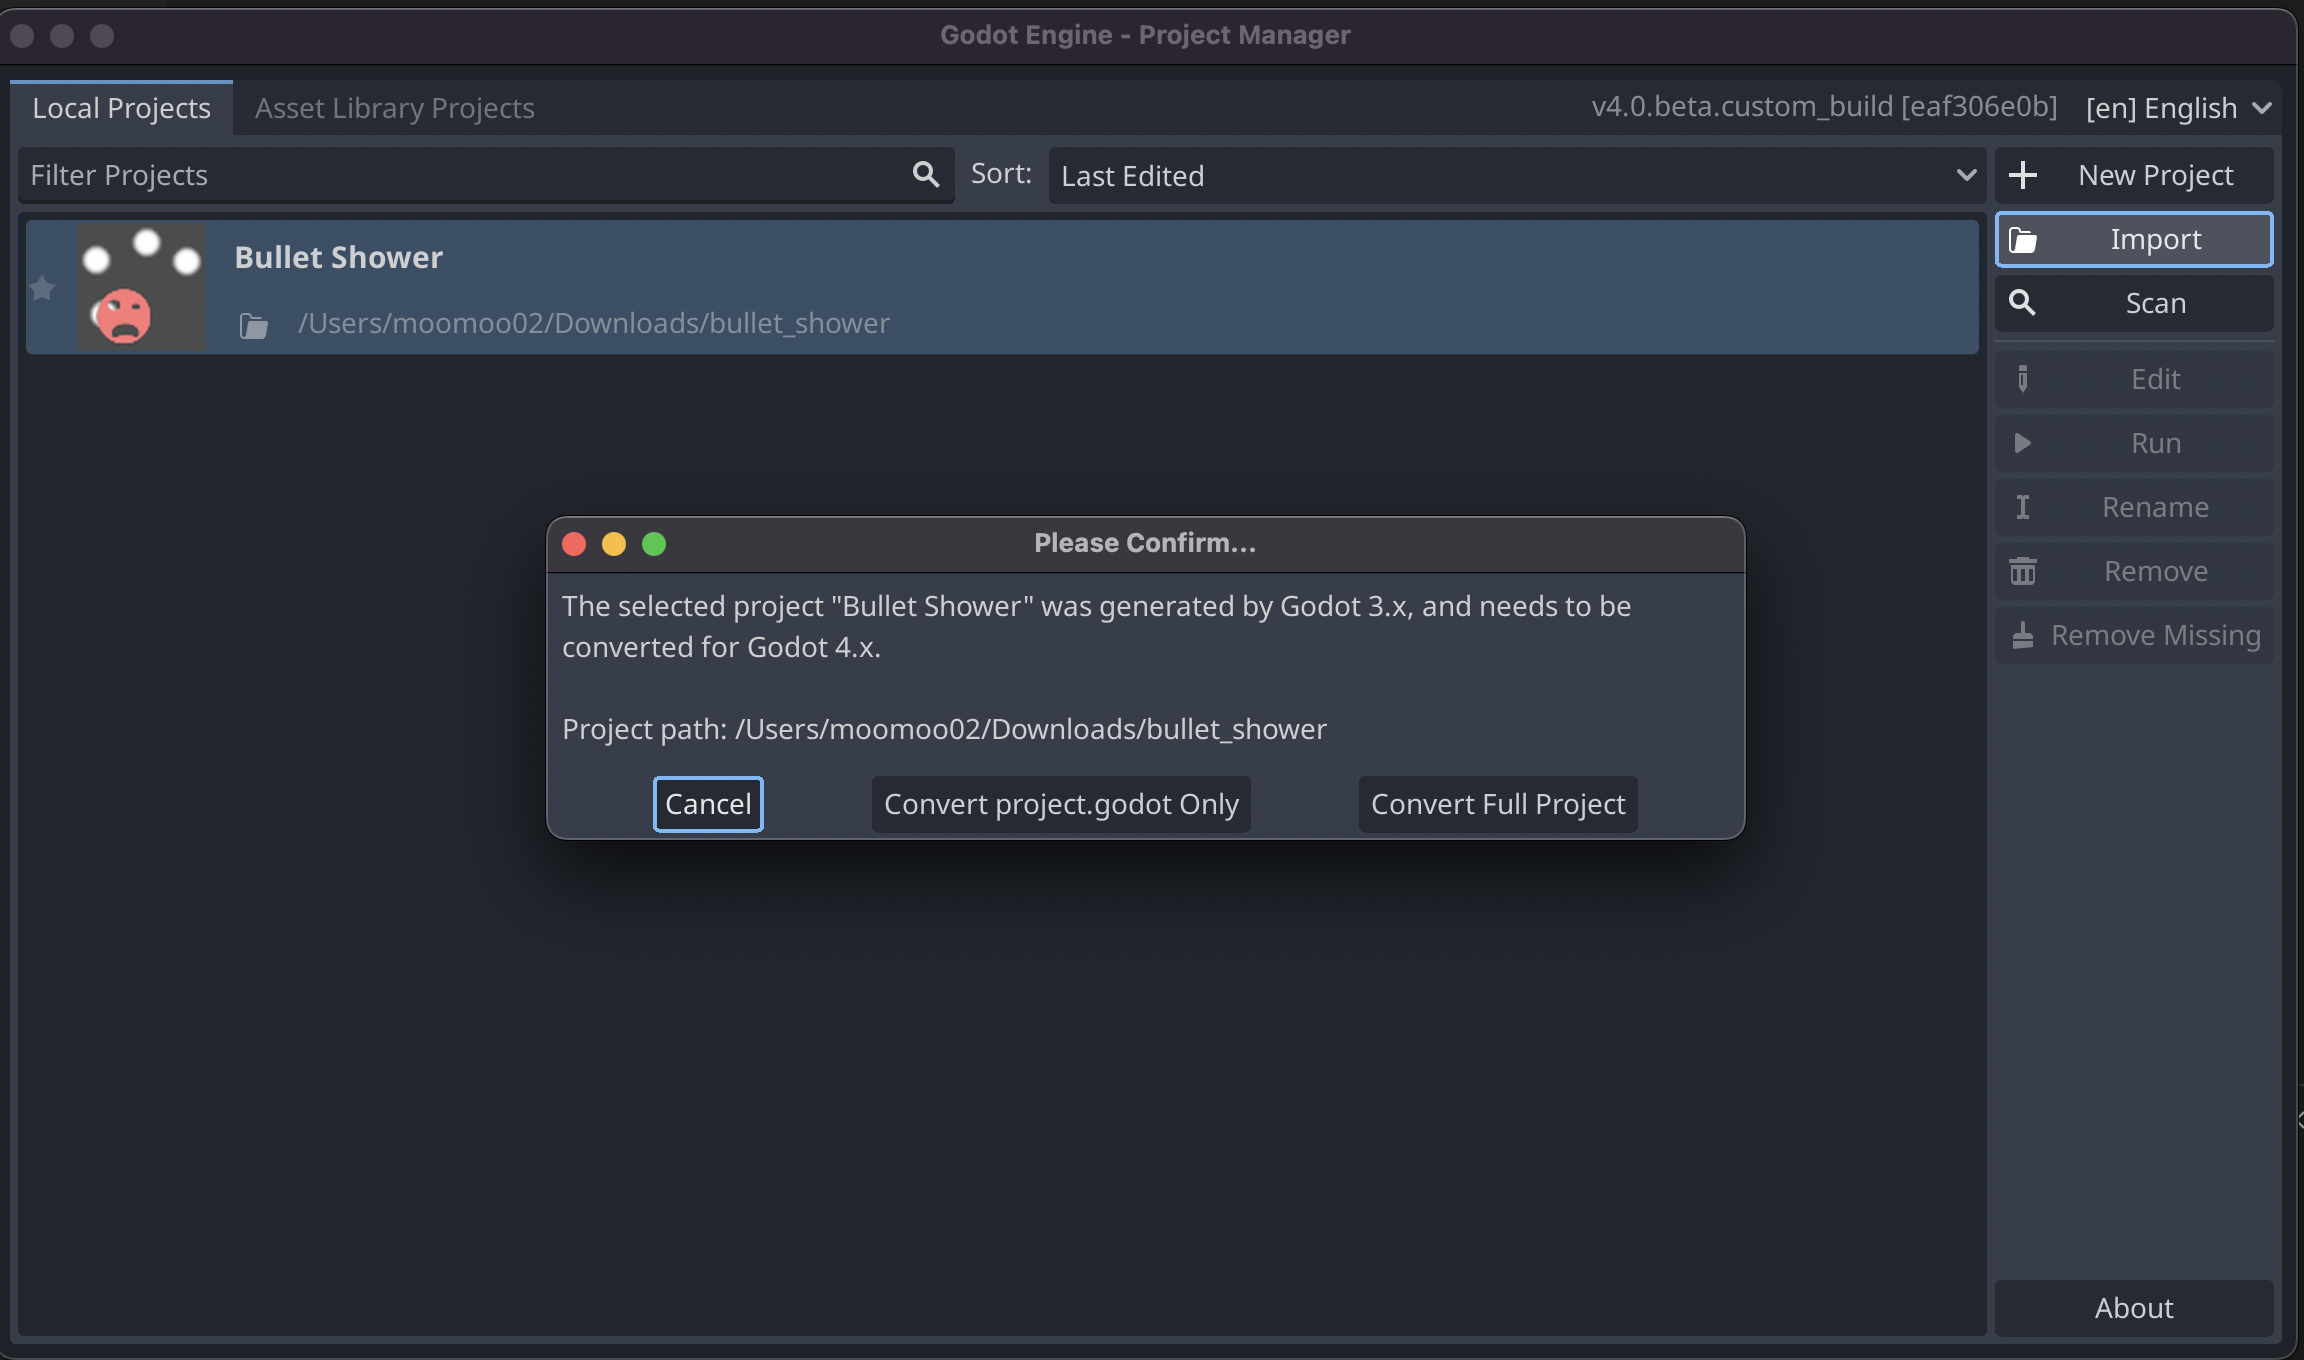 Godot Engine - Project Manager
Local Projects
Asset Library Projects
v4.0.beta.custom_build [eaf306e0b]
[en] English
Filter Projects
Sort:
Last Edited
New Project
Import
Scan
Edit
Run
Rename
Remove
Remove Missing
About
Bullet Shower
/Users/moomoo02/Downloads/bullet_shower
Please Confirm...
The selected project "Bullet Shower" was generated by Godot 3.x, and needs to be
converted for Godot 4.x.
Project path: /Users/moomoo02/Downloads/bullet_shower
Cancel
Convert project.godot Only
Convert Full Project